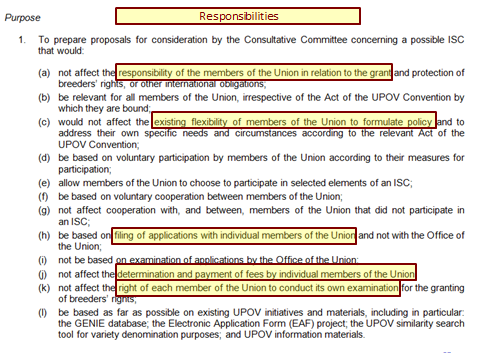 Purpose
Responsibilities
1. To prepare proposals for consideration by the Consultative Committee concerning a possible ISC
that would:
(a) not affect the responsibility of the members of the Union in relation to the grant and protection of
breeders' rights, or other international obligations;
(b) be relevant for all members of the Union, irrespective of the Act of the UPOV Convention by
which they are bound;
(c) would not affect the existing flexibility of members of the Union to formulate policy and to
address their own specific needs and circumstances according to the relevant Act of the
UPOV Convention;
(d) be based on voluntary participation by members of the Union according to their measures for
participation;
(e) allow members of the Union to choose to participate in selected elements of an ISC;
(f) be based on voluntary cooperation between members of the Union;
(g) not affect cooperation with, and between, members of the Union that did not participate in
an ISC;
(h) be based on filing of applications with individual members of the Union and not with the Office of
the Union;
(i) not be based on examination of applications by the Office of the Union;
(j) not affect the determination and payment of fees by individual members of the Union
(k) not affect the right of each member of the Union to conduct its own examination for the granting
of breeders' rights;
(l) be based as far as possible on existing UPOV initiatives and materials, including in particular:
the GENIE database; the Electronic Application Form (EAF) project; the UPOV similarity search
tool for variety denomination purposes; and UPOV information materials.